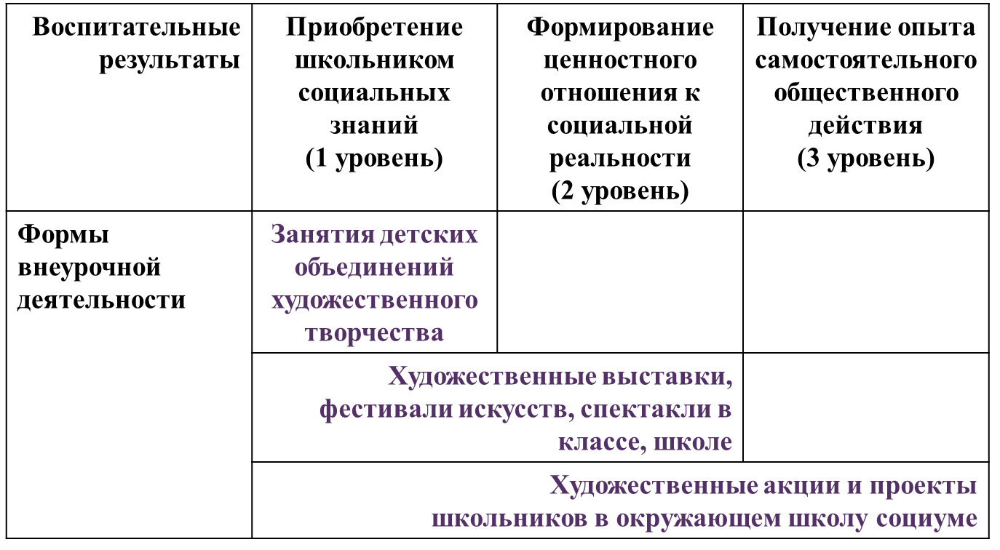 Воспитательные
результаты
Приобретение
школьником
социальных
знаний
(1 уровень)
Формирование
ценностного
отношения к
социальной
реальности
(2 уровень)
Получение опыта
самостоятельного
общественного
действия
(3 уровень)
Формы
внеурочной
деятельности
Занятия детских
объединений
художественного
творчества
Художественные выставки,
фестивали искусств, спектакли в
классе, школе
Художественные акции и проекты
школьников в окружающем школу социуме